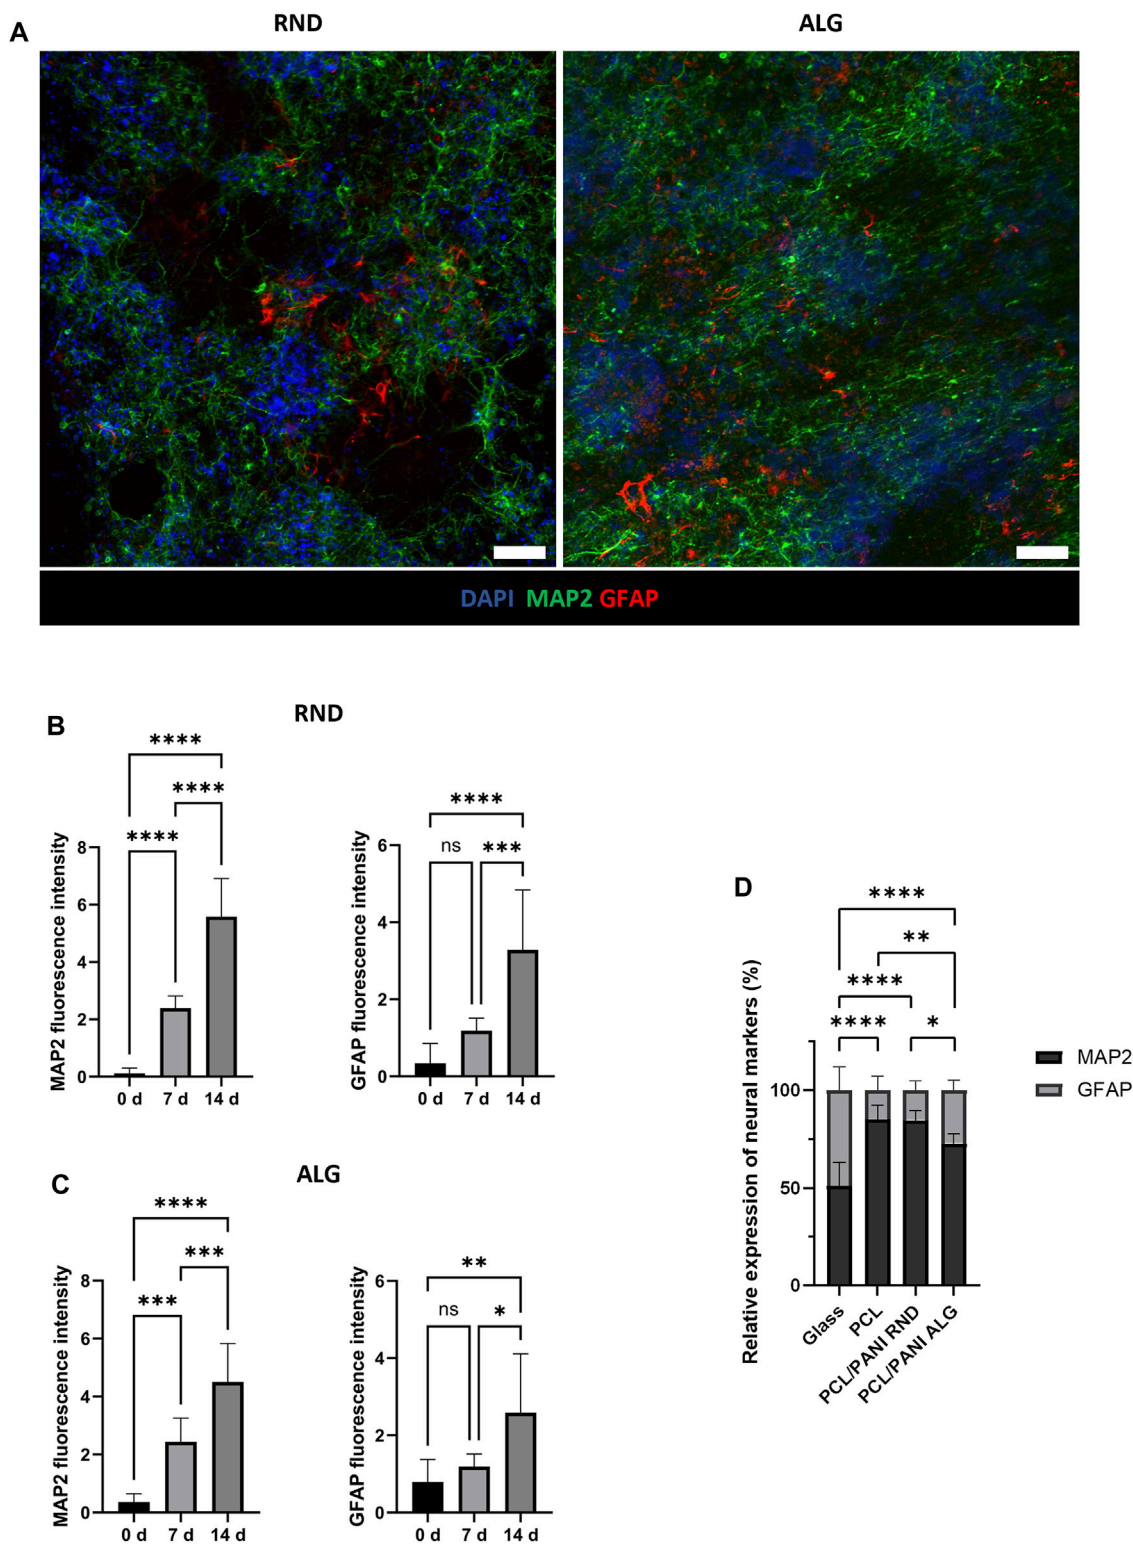 A
RND
ALG
DAPI MAP2 GFAP
B
RND
****
****
****
MAP2 fluorescence intensity
8
6
4
2
0
0 d 7 d 14 d
****
ns ***
GFAP fluorescence intensity
6
4
2
0
0 d 7 d 14 d
C
ALG
****
***
***
MAP2 fluorescence intensity
8
6
4
2
0
0 d 7 d 14 d
**
ns *
GFAP fluorescence intensity
6
4
2
0
0 d 7 d 14 d
D
****
**
****
**** *
Relative expression of neural markers (%)
100
50
0
Glass
PCL
PCL/PANI RND
PCL/PANI ALG
MAP2
GFAP